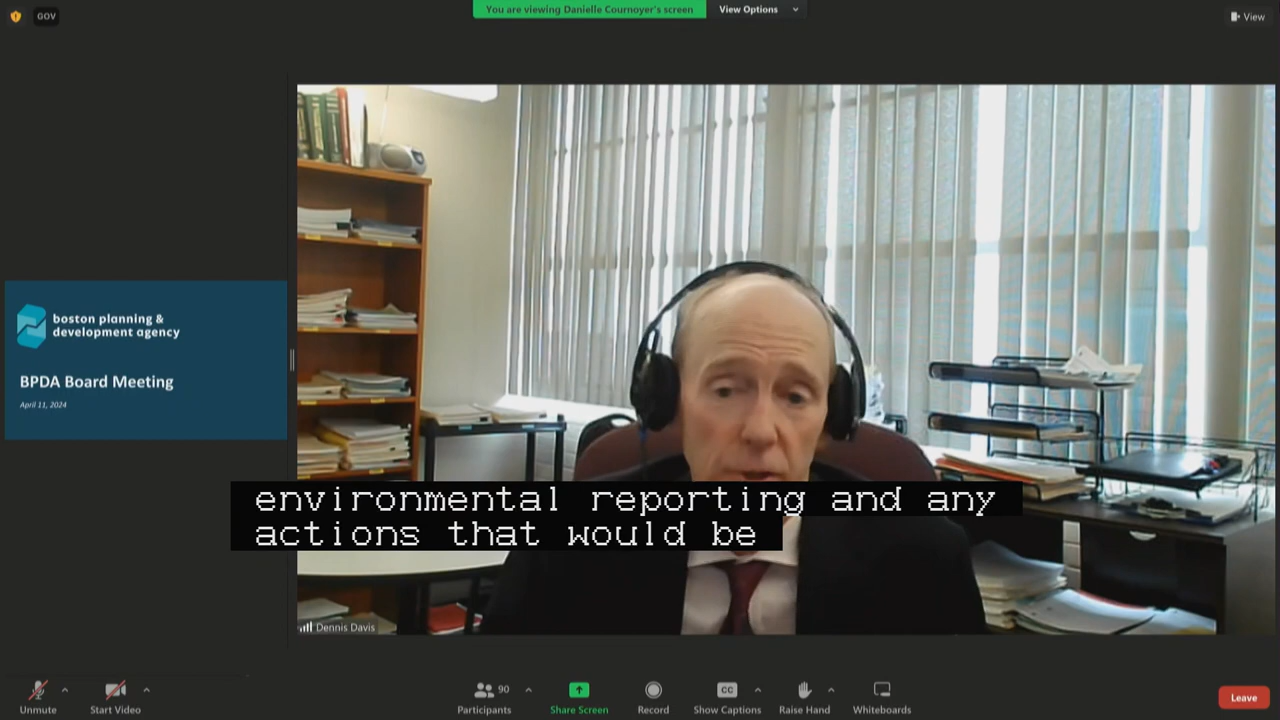 GOV
You are viewing Danielle Cournoyer's screen
View Options
View
boston planning &
development agency
BPDA Board Meeting
April 11, 2024
environmental reporting and any
actions that would be
Dennis Davis
Unmute
Start Video
90
Participants
Share Screen
Record
CC
Show Captions
Raise Hand
Whiteboards
Leave